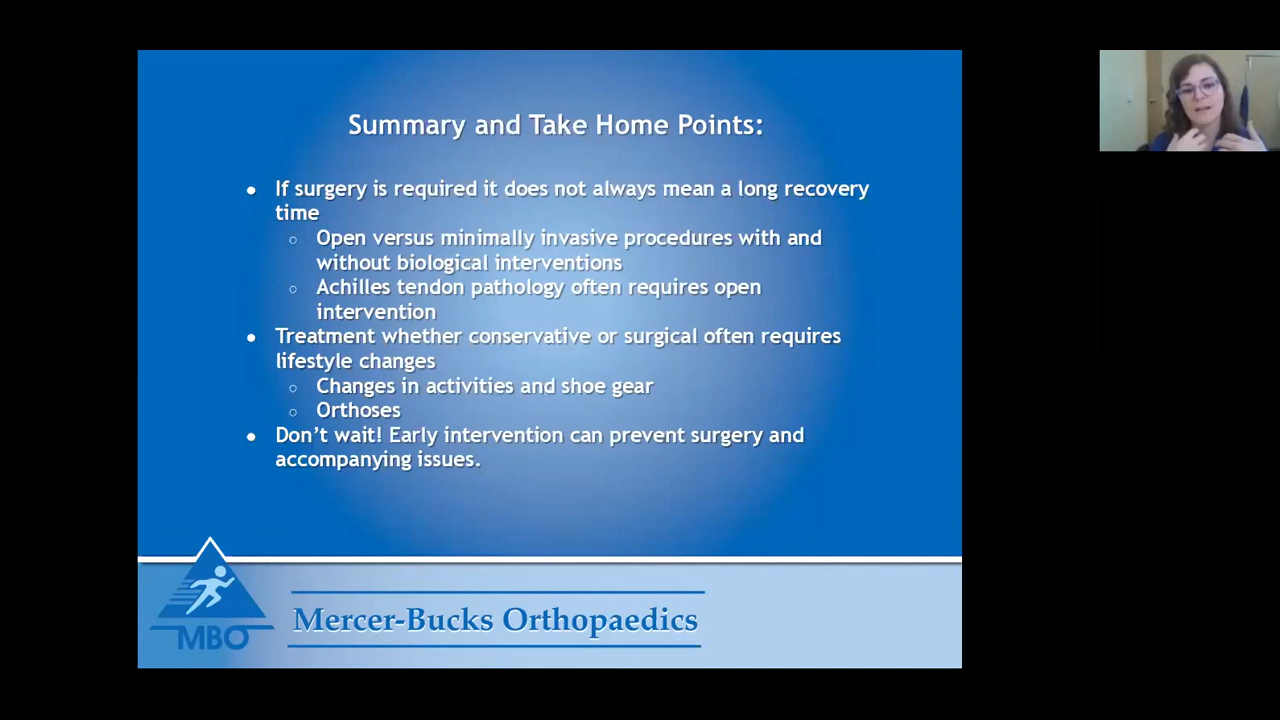 Summary and Take Home Points:
● If surgery is required it does not always mean a long recovery
time
○ Open versus minimally invasive procedures with and
without biological interventions
○ Achilles tendon pathology often requires open
intervention
● Treatment whether conservative or surgical often requires
lifestyle changes
○ Changes in activities and shoe gear
○ Orthoses
● Don’t wait! Early intervention can prevent surgery and
accompanying issues.
MBO
Mercer-Bucks Orthopaedics